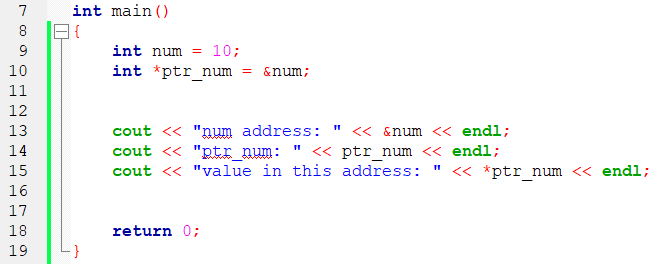 7 int main()
8 {
9 int num = 10;
10 int *ptr_num = &num;
11
12
13 cout << "num address: " << &num << endl;
14 cout << "ptr_num: " << ptr_num << endl;
15 cout << "value in this address: " << *ptr_num << endl;
16
17
18 return 0;
19 }